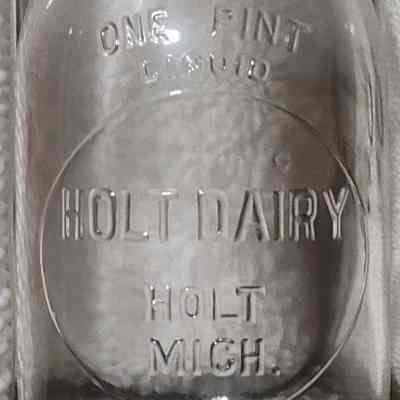 ONE PINT
LIQUID
HOLT DAIRY
HOLT
MICH.